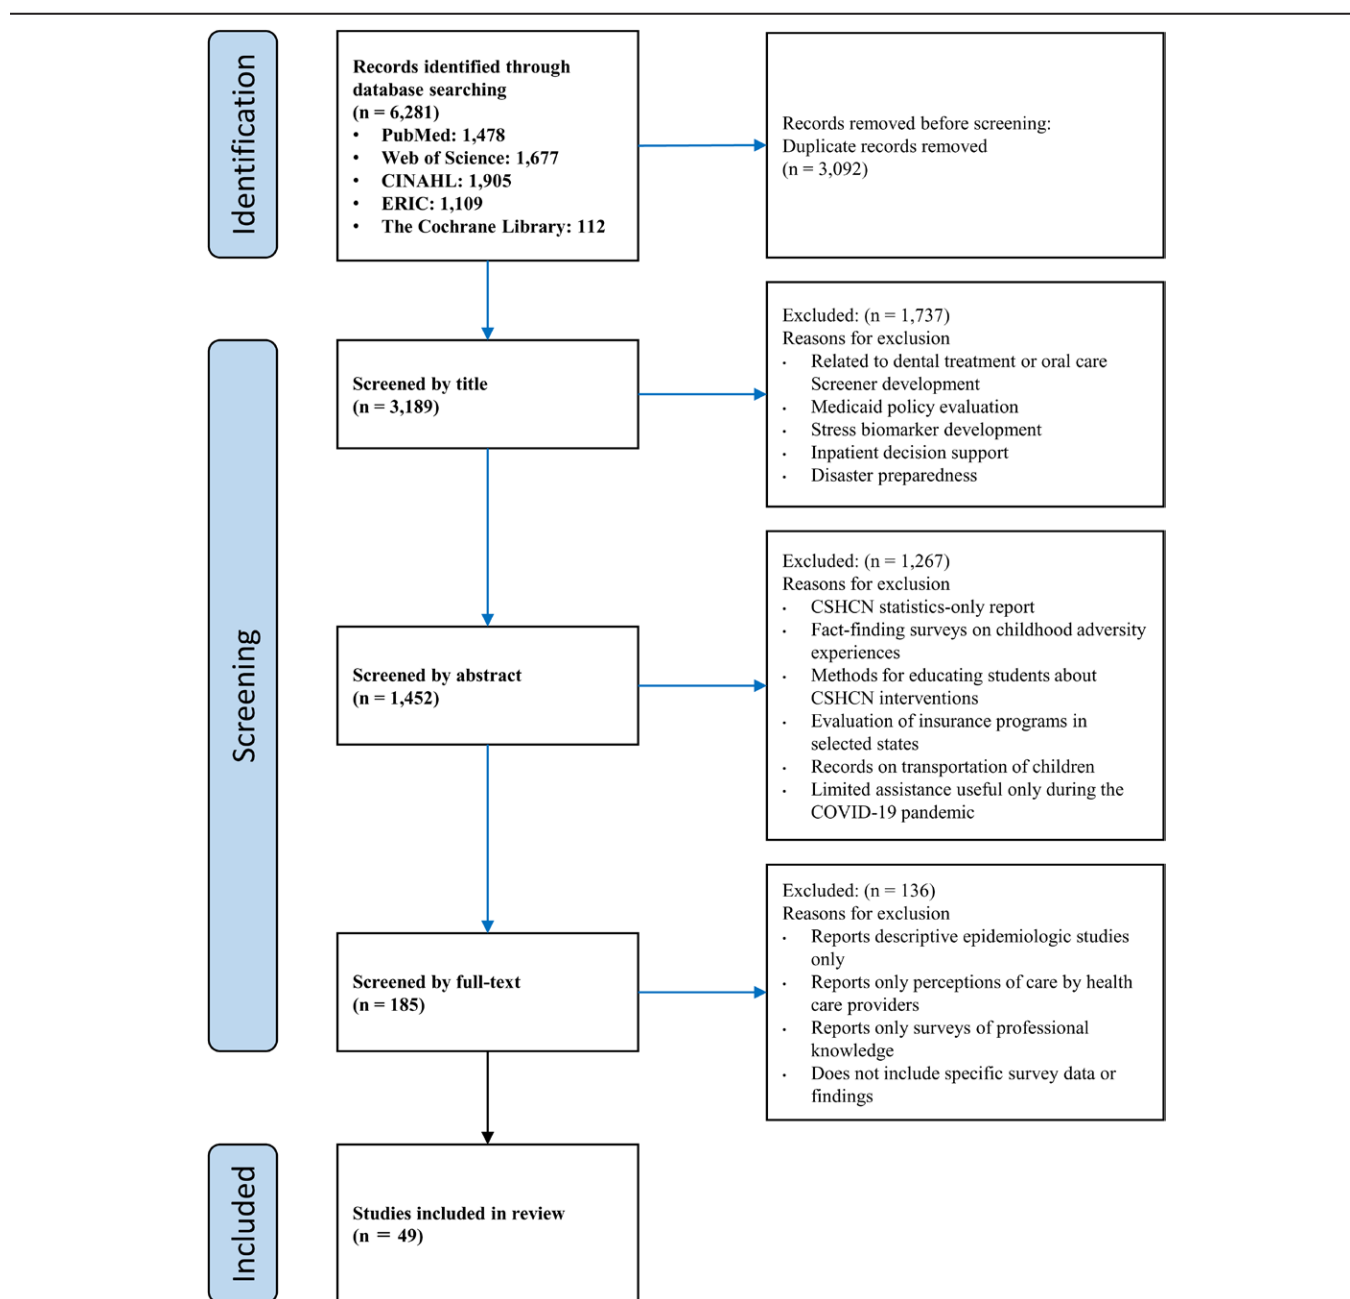 Identification
Records identified through
database searching
(n = 6,281)
• PubMed: 1,478
• Web of Science: 1,677
• CINAHL: 1,905
• ERIC: 1,109
• The Cochrane Library: 112
Records removed before screening:
Duplicate records removed
(n = 3,092)
Screening
Screened by title
(n = 3,189)
Excluded: (n = 1,737)
Reasons for exclusion
• Related to dental treatment or oral care
Screener development
• Medicaid policy evaluation
• Stress biomarker development
• Inpatient decision support
• Disaster preparedness
Screened by abstract
(n = 1,452)
Excluded: (n = 1,267)
Reasons for exclusion
• CSHCN statistics-only report
• Fact-finding surveys on childhood adversity
experiences
• Methods for educating students about
CSHCN interventions
• Evaluation of insurance programs in
selected states
• Records on transportation of children
• Limited assistance useful only during the
COVID-19 pandemic
Screened by full-text
(n = 185)
Excluded: (n = 136)
Reasons for exclusion
• Reports descriptive epidemiologic studies
only
• Reports only perceptions of care by health
care providers
• Reports only surveys of professional
knowledge
• Does not include specific survey data or
findings
Included
Studies included in review
(n = 49)